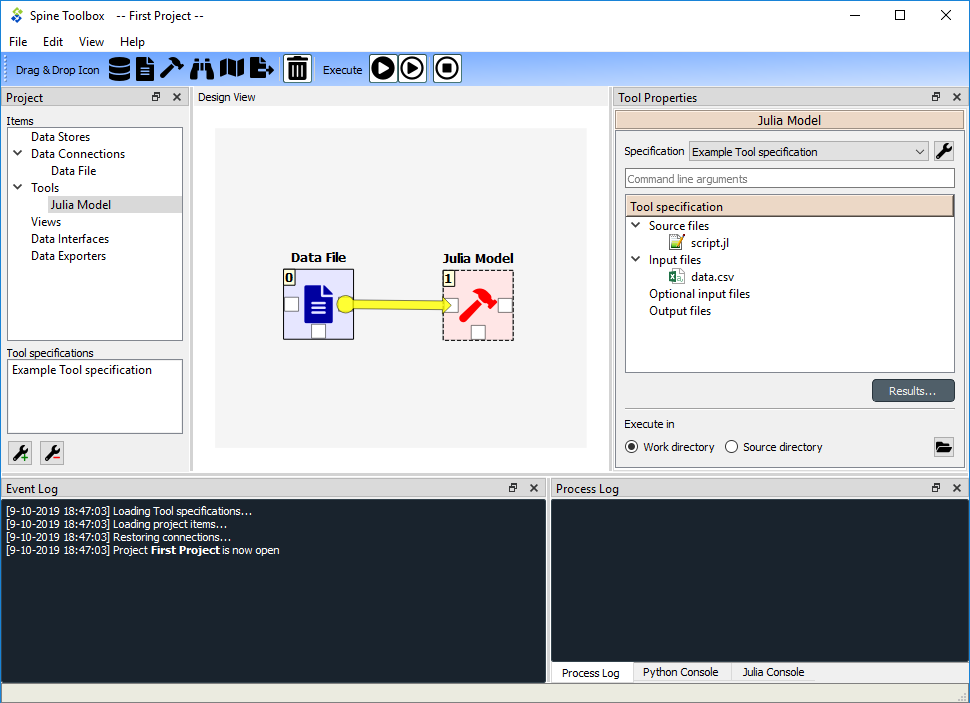 Spine Toolbox -- First Project --
File Edit View Help
Drag & Drop Icon Execute
Project
Items
Data Stores
Data Connections
Data File
Tools
Julia Model
Views
Data Interfaces
Data Exporters
Tool specifications
Example Tool specification
Design View
Data File
0
Julia Model
1
Tool Properties
Julia Model
Specification Example Tool specification
Command line arguments
Tool specification
Source files
script.jl
Input files
data.csv
Optional input files
Output files
Results...
Execute in
Work directory Source directory
Event Log
[9-10-2019 18:47:03] Loading Tool specifications...
[9-10-2019 18:47:03] Loading project items...
[9-10-2019 18:47:03] Restoring connections...
[9-10-2019 18:47:03] Project First Project is now open
Process Log
Process Log Python Console Julia Console